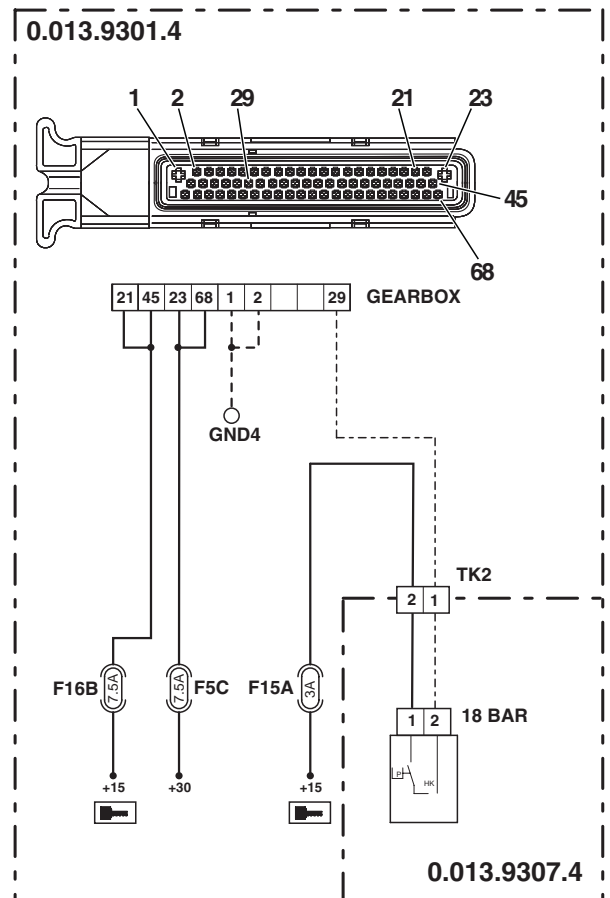 0.013.9301.4
1 2 29 21 23
45
68
21 45 23 68 1 2 29 GEARBOX
GND4
TK2
2 1
F16B 7.5A 7.5A F5C F15A 3A
1 2 18 BAR
P HK
+15 +30 +15
0.013.9307.4